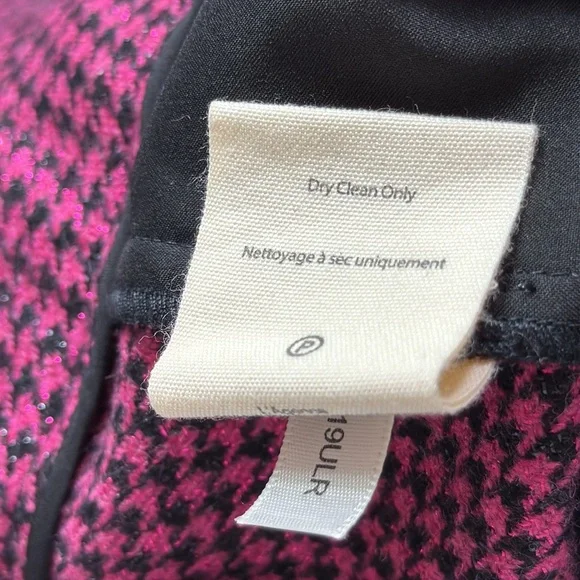 Dry Clean Only
Nettoyage à sec uniquement
P
19ULR